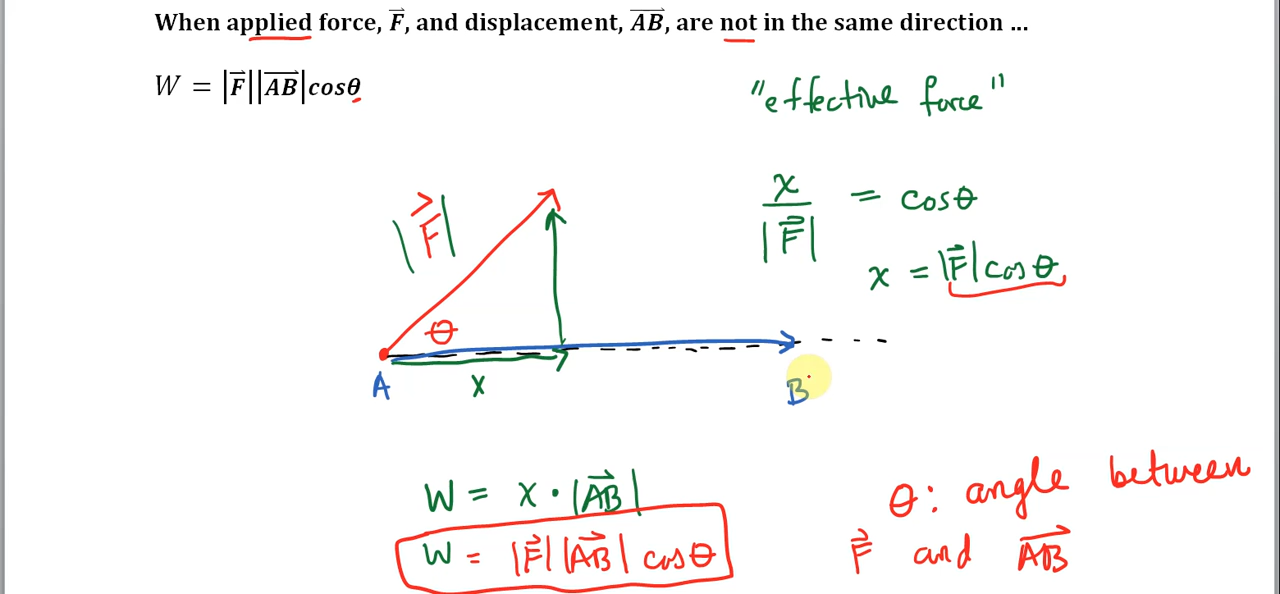 When applied force, F⃗, and displacement, AB⃗, are not in the same direction ...
W = |F⃗||AB⃗|cosθ
"effective force"
x / |F⃗| = cosθ
x = |F⃗| cosθ
|F⃗|
θ
A
x
B
W = x · |AB⃗|
W = |F⃗| |AB⃗| cosθ
θ: angle between
F⃗ and AB⃗